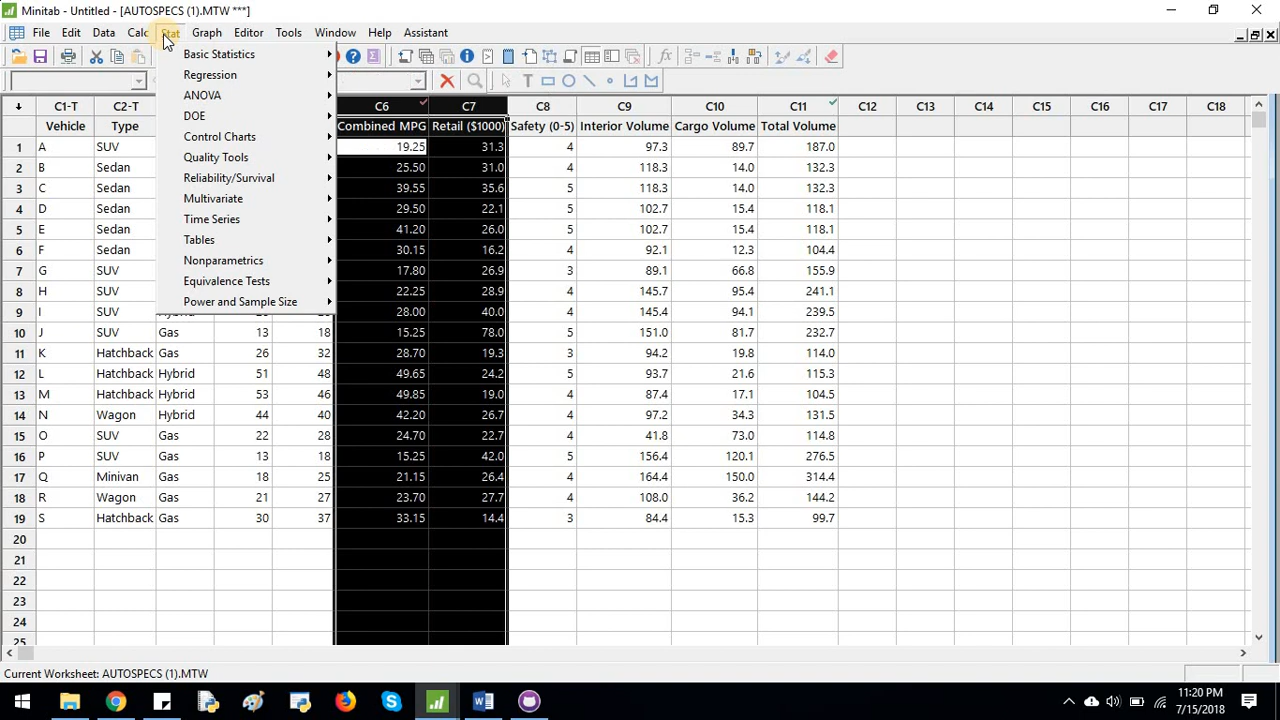 Minitab - Untitled - [AUTOSPECS (1).MTW ***]
File Edit Data Calc Stat Graph Editor Tools Window Help Assistant
Basic Statistics
Regression
ANOVA
DOE
Control Charts
Quality Tools
Reliability/Survival
Multivariate
Time Series
Tables
Nonparametrics
Equivalence Tests
Power and Sample Size
C1-T C2-T C6 C7 C8 C9 C10 C11 C12 C13 C14 C15 C16 C17 C18
Vehicle Type Combined MPG Retail ($1000) Safety (0-5) Interior Volume Cargo Volume Total Volume
1 A SUV 19.25 31.3 4 97.3 89.7 187.0
2 B Sedan 25.50 31.0 4 118.3 14.0 132.3
3 C Sedan 39.55 35.6 5 118.3 14.0 132.3
4 D Sedan 29.50 22.1 5 102.7 15.4 118.1
5 E Sedan 41.20 26.0 5 102.7 15.4 118.1
6 F Sedan 30.15 16.2 4 92.1 12.3 104.4
7 G SUV 17.80 26.9 3 89.1 66.8 155.9
8 H SUV 22.25 28.9 4 145.7 95.4 241.1
9 I SUV 28.00 40.0 4 145.4 94.1 239.5
10 J SUV Gas 13 18 15.25 78.0 5 151.0 81.7 232.7
11 K Hatchback Gas 26 32 28.70 19.3 3 94.2 19.8 114.0
12 L Hatchback Hybrid 51 48 49.65 24.2 5 93.7 21.6 115.3
13 M Hatchback Hybrid 53 46 49.85 19.0 4 87.4 17.1 104.5
14 N Wagon Hybrid 44 40 42.20 26.7 4 97.2 34.3 131.5
15 O SUV Gas 22 28 24.70 22.7 4 41.8 73.0 114.8
16 P SUV Gas 13 18 15.25 42.0 5 156.4 120.1 276.5
17 Q Minivan Gas 18 25 21.15 26.4 4 164.4 150.0 314.4
18 R Wagon Gas 21 27 23.70 27.7 4 108.0 36.2 144.2
19 S Hatchback Gas 30 37 33.15 14.4 3 84.4 15.3 99.7
20
21
22
23
24
25
Current Worksheet: AUTOSPECS (1).MTW
11:20 PM
7/15/2018